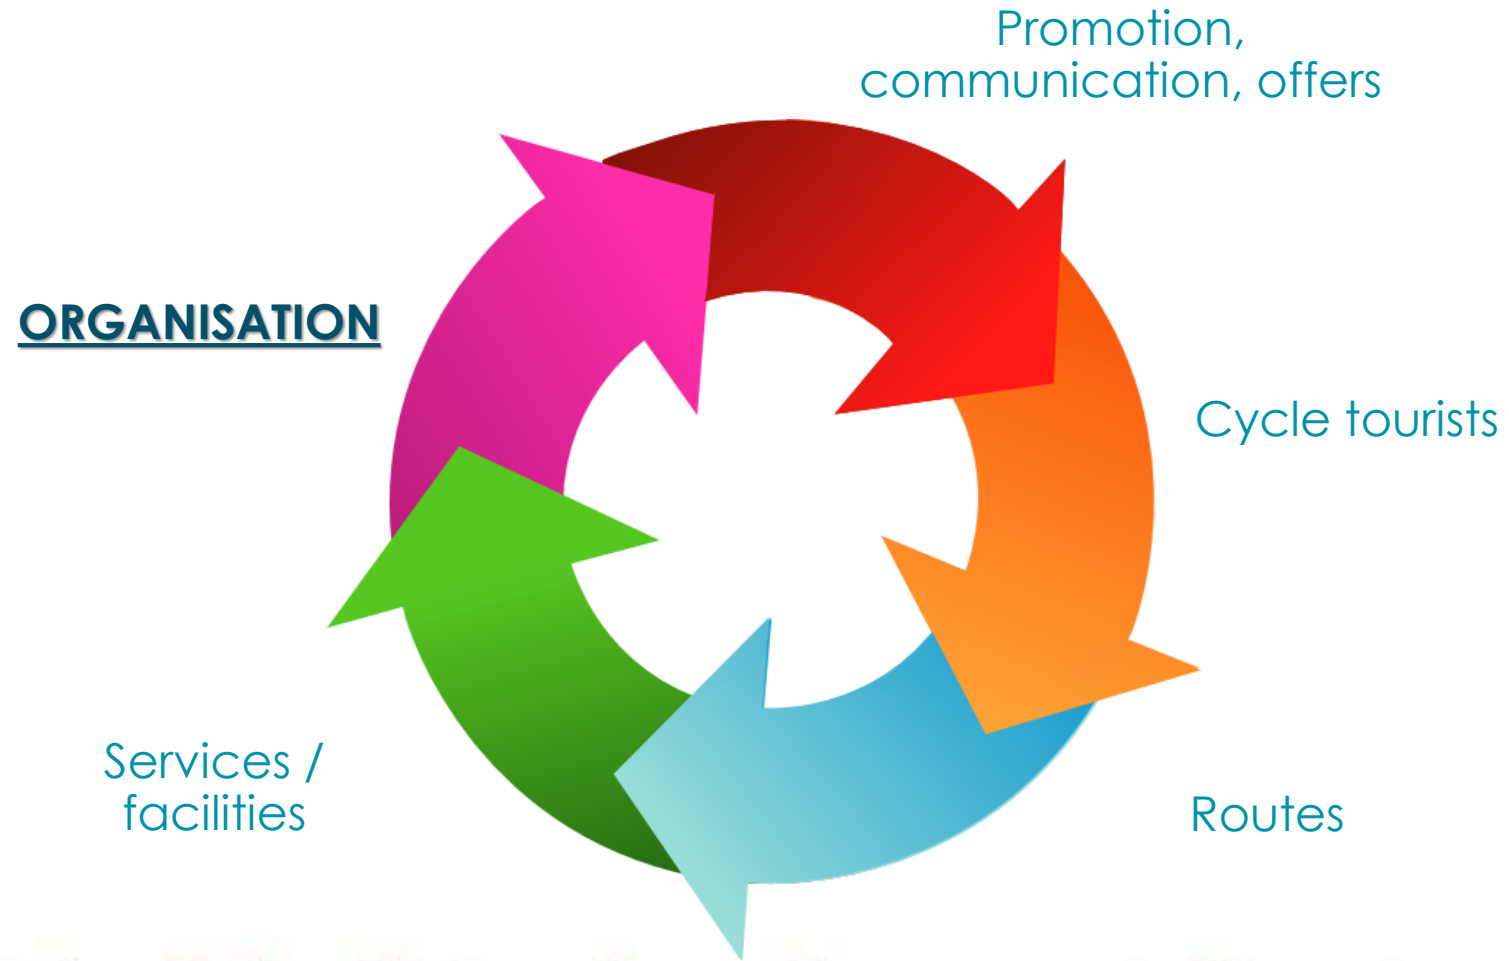 Promotion,
communication, offers
ORGANISATION
Cycle tourists
Services /
facilities
Routes